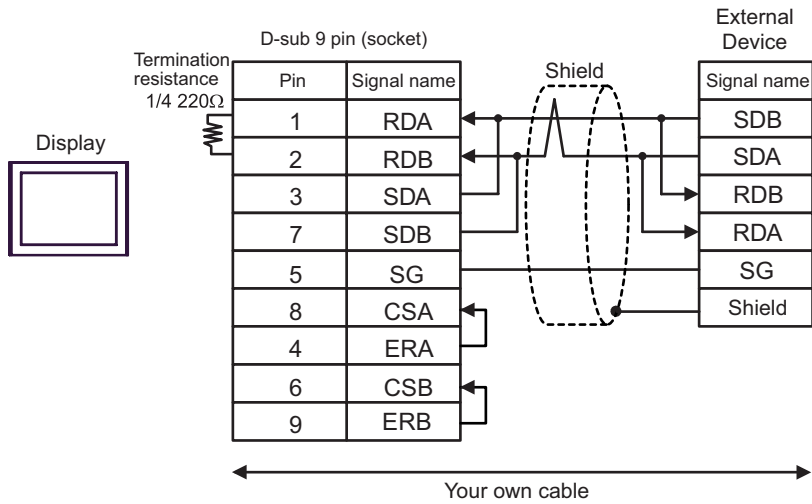 External
Device
D-sub 9 pin (socket)
Termination
resistance
1/4 220Ω
Display
Shield
Pin Signal name
1 RDA
2 RDB
3 SDA
7 SDB
5 SG
8 CSA
4 ERA
6 CSB
9 ERB
Signal name
SDB
SDA
RDB
RDA
SG
Shield
Your own cable